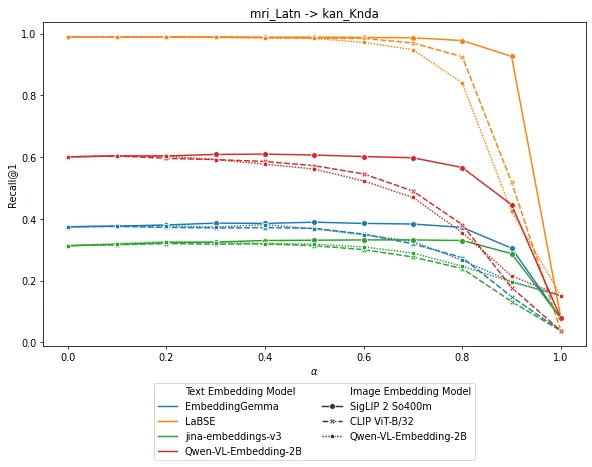 mri_Latn -> kan_Knda
Recall@1
1.0
0.8
0.6
0.4
0.2
0.0
0.0 0.2 0.4 0.6 0.8 1.0
α
Text Embedding Model
EmbeddingGemma
LaBSE
jina-embeddings-v3
Qwen-VL-Embedding-2B
Image Embedding Model
SigLIP 2 So400m
CLIP ViT-B/32
Qwen-VL-Embedding-2B